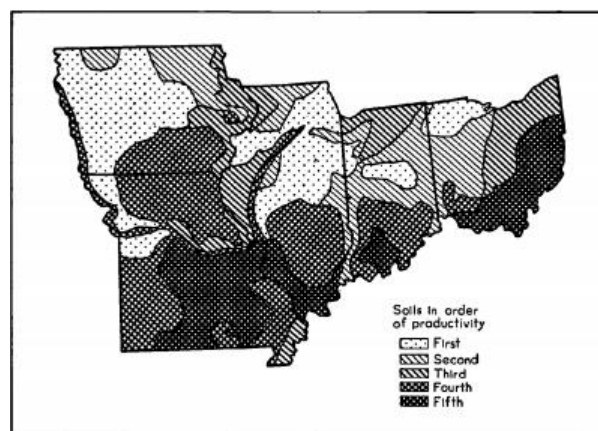 Soils in order
of productivity
First
Second
Third
Fourth
Fifth